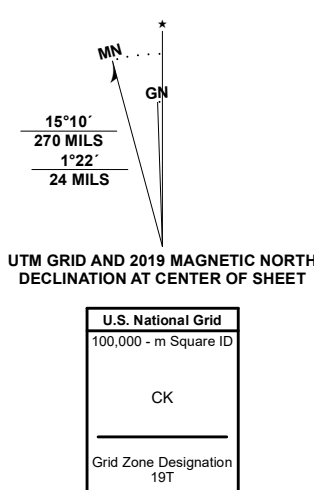 ★
MN
GN
15°10´
270 MILS
1°22´
24 MILS
UTM GRID AND 2019 MAGNETIC NORTH
DECLINATION AT CENTER OF SHEET
U.S. National Grid
100,000 - m Square ID
CK
Grid Zone Designation
19T